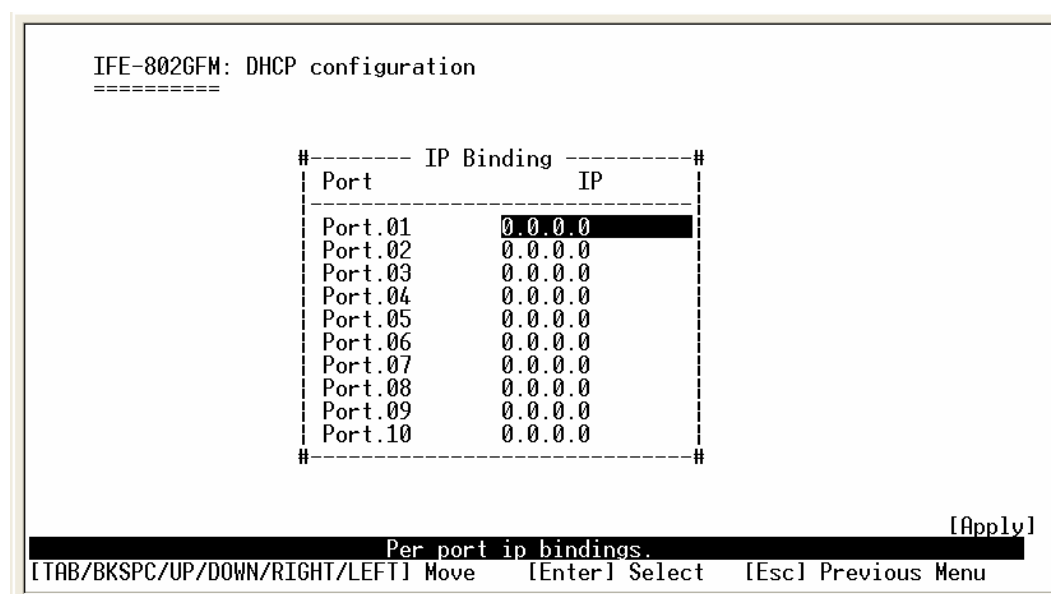 IFE-802GFM: DHCP configuration
==========
#-------- IP Binding ----------#
| Port IP |
|-------------------------------|
| Port.01 0.0.0.0 |
| Port.02 0.0.0.0 |
| Port.03 0.0.0.0 |
| Port.04 0.0.0.0 |
| Port.05 0.0.0.0 |
| Port.06 0.0.0.0 |
| Port.07 0.0.0.0 |
| Port.08 0.0.0.0 |
| Port.09 0.0.0.0 |
| Port.10 0.0.0.0 |
#-------------------------------#
[Apply]
Per port ip bindings.
[TAB/BKSPC/UP/DOWN/RIGHT/LEFT] Move [Enter] Select [Esc] Previous Menu